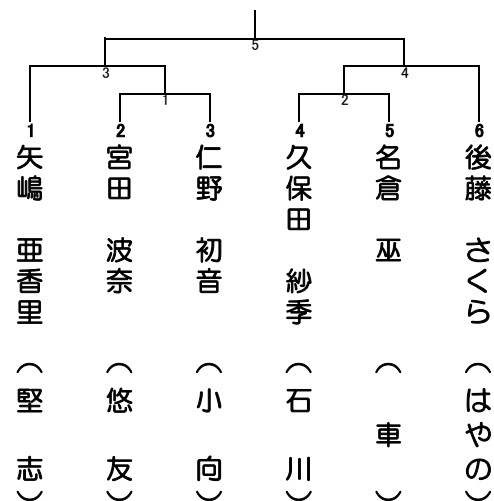 5
3
4
1
2
1
矢嶋 亜香里 (堅志)
2
宮田 波奈 (悠友)
3
仁野 初音 (小向)
4
久保田 紗季 (石川)
5
名倉 巫 (車)
6
後藤 さくら (はやの)